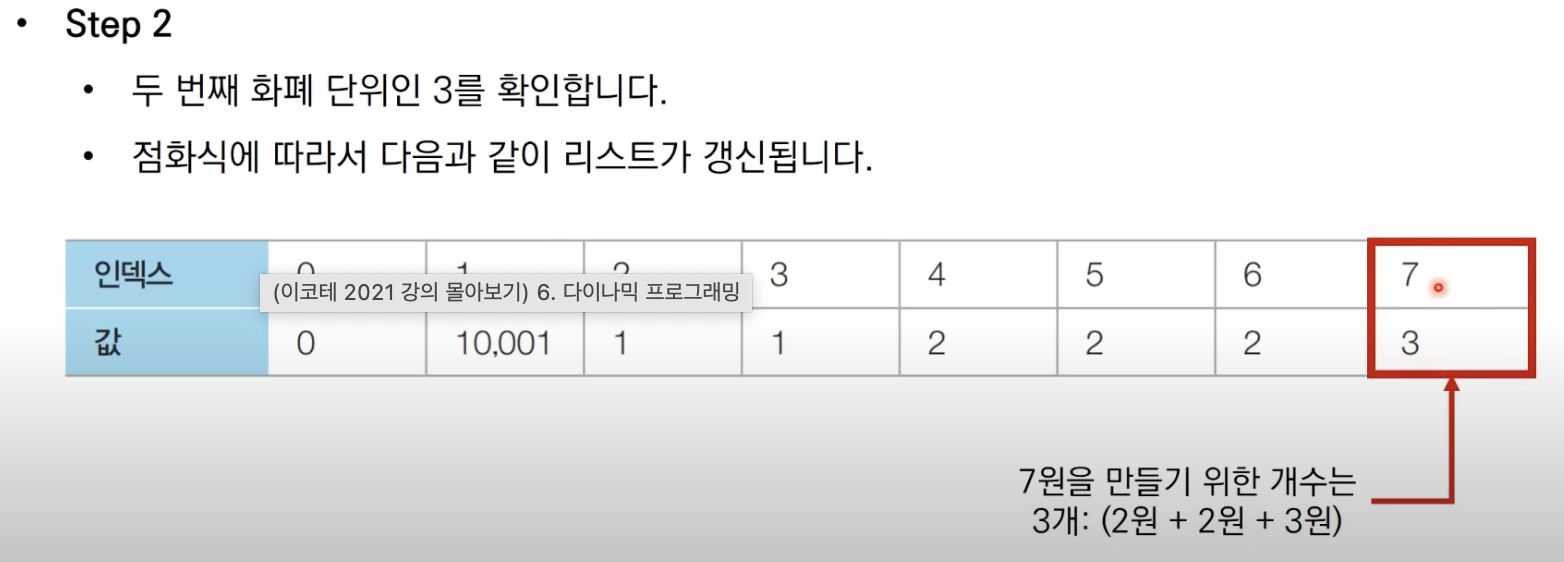 • Step 2
• 두 번째 화폐 단위인 3를 확인합니다.
• 점화식에 따라서 다음과 같이 리스트가 갱신됩니다.
인덱스 0 1 2 3 4 5 6 7
(이코테 2021 강의 몰아보기) 6. 다이나믹 프로그래밍
값 0 10,001 1 1 2 2 2 3
7원을 만들기 위한 개수는
3개: (2원 + 2원 + 3원)